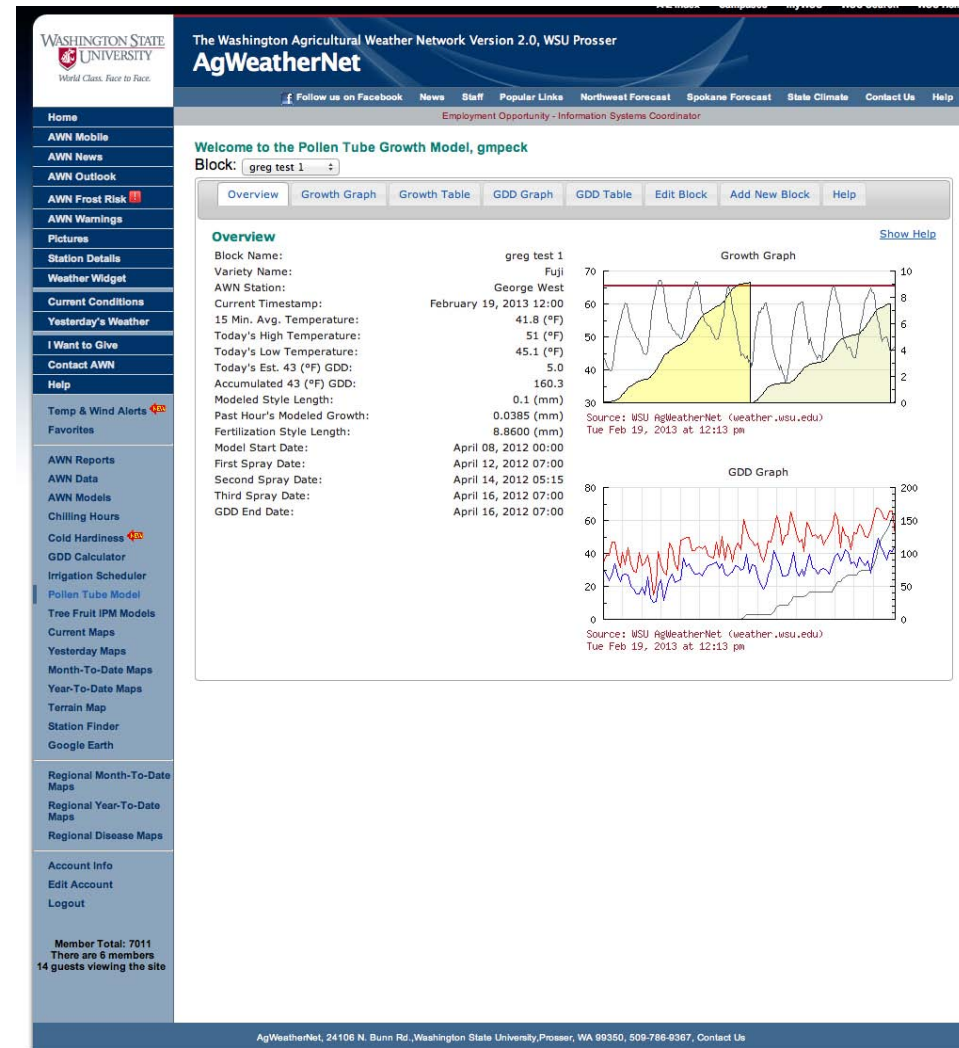 WASHINGTON STATE
UNIVERSITY
World Class. Face to Face.
The Washington Agricultural Weather Network Version 2.0, WSU Prosser
AgWeatherNet
Follow us on Facebook News Staff Popular Links Northwest Forecast Spokane Forecast State Climate Contact Us Help
Employment Opportunity - Information Systems Coordinator
Home
AWN Mobile
AWN News
AWN Outlook
AWN Frost Risk
AWN Warnings
Pictures
Station Details
Weather Widget
Current Conditions
Yesterday's Weather
I Want to Give
Contact AWN
Help
Temp & Wind Alerts NEW
Favorites
AWN Reports
AWN Data
AWN Models
Chilling Hours
Cold Hardiness NEW
GDD Calculator
Irrigation Scheduler
Pollen Tube Model
Tree Fruit IPM Models
Current Maps
Yesterday Maps
Month-To-Date Maps
Year-To-Date Maps
Terrain Map
Station Finder
Google Earth
Regional Month-To-Date
Maps
Regional Year-To-Date
Maps
Regional Disease Maps
Account Info
Edit Account
Logout
Member Total: 7011
There are 6 members
14 guests viewing the site
Welcome to the Pollen Tube Growth Model, gmpeck
Block: greg test 1
Overview Growth Graph Growth Table GDD Graph GDD Table Edit Block Add New Block Help
Overview
Show Help
Block Name: greg test 1
Variety Name: Fuji
AWN Station: George West
Current Timestamp: February 19, 2013 12:00
15 Min. Avg. Temperature: 41.8 (°F)
Today's High Temperature: 51 (°F)
Today's Low Temperature: 45.1 (°F)
Today's Est. 43 (°F) GDD: 5.0
Accumulated 43 (°F) GDD: 160.3
Modeled Style Length: 0.1 (mm)
Past Hour's Modeled Growth: 0.0385 (mm)
Fertilization Style Length: 8.8600 (mm)
Model Start Date: April 08, 2012 00:00
First Spray Date: April 12, 2012 07:00
Second Spray Date: April 14, 2012 05:15
Third Spray Date: April 16, 2012 07:00
GDD End Date: April 16, 2012 07:00
Growth Graph
70 10
60 8
6
50
4
40
2
30 0
Source: WSU AgWeatherNet (weather.wsu.edu)
Tue Feb 19, 2013 at 12:13 pm
GDD Graph
80 200
60 150
40 100
20 50
0 0
Source: WSU AgWeatherNet (weather.wsu.edu)
Tue Feb 19, 2013 at 12:13 pm
AgWeatherNet, 24106 N. Bunn Rd.,Washington State University,Prosser, WA 99350, 509-786-9367, Contact Us